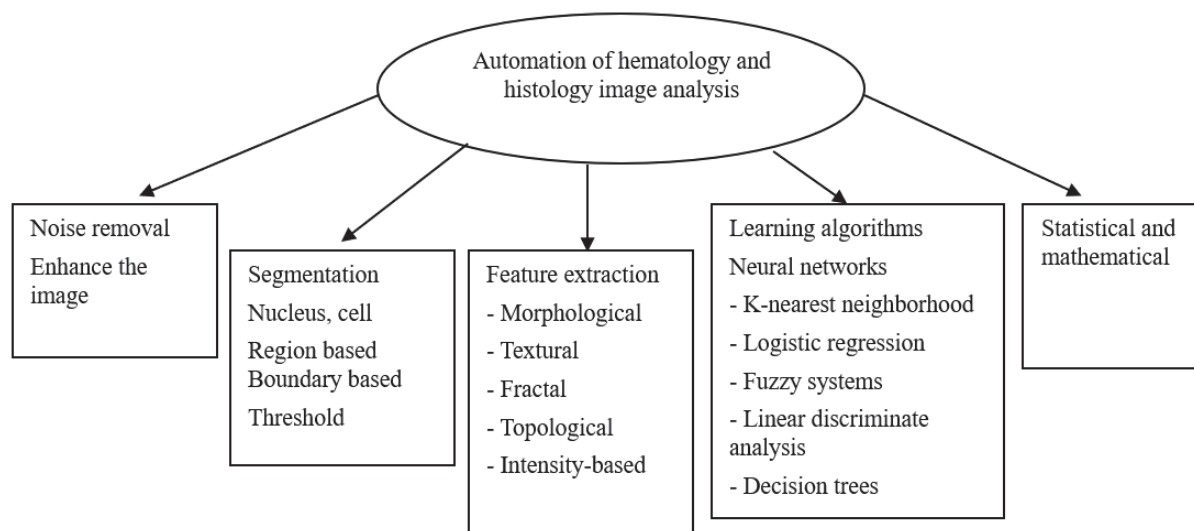 Automation of hematology and
histology image analysis
Noise removal
Enhance the
image
Segmentation
Nucleus, cell
Region based
Boundary based
Threshold
Feature extraction
- Morphological
- Textural
- Fractal
- Topological
- Intensity-based
Learning algorithms
Neural networks
- K-nearest neighborhood
- Logistic regression
- Fuzzy systems
- Linear discriminate
analysis
- Decision trees
Statistical and
mathematical